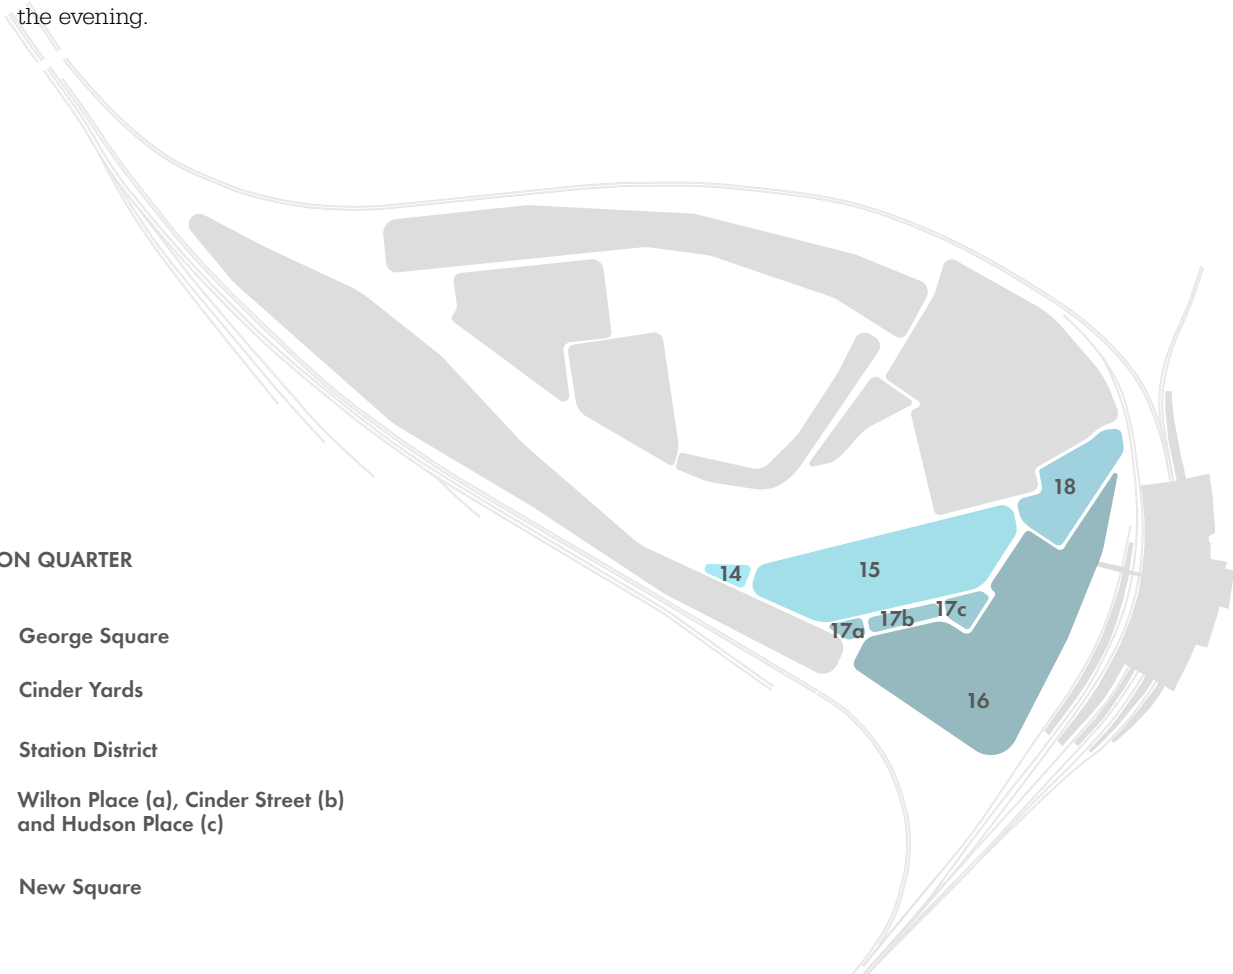 the evening.
ON QUARTER
George Square
Cinder Yards
Station District
Wilton Place (a), Cinder Street (b)
and Hudson Place (c)
New Square
14
15
16
17a
17b
17c
18